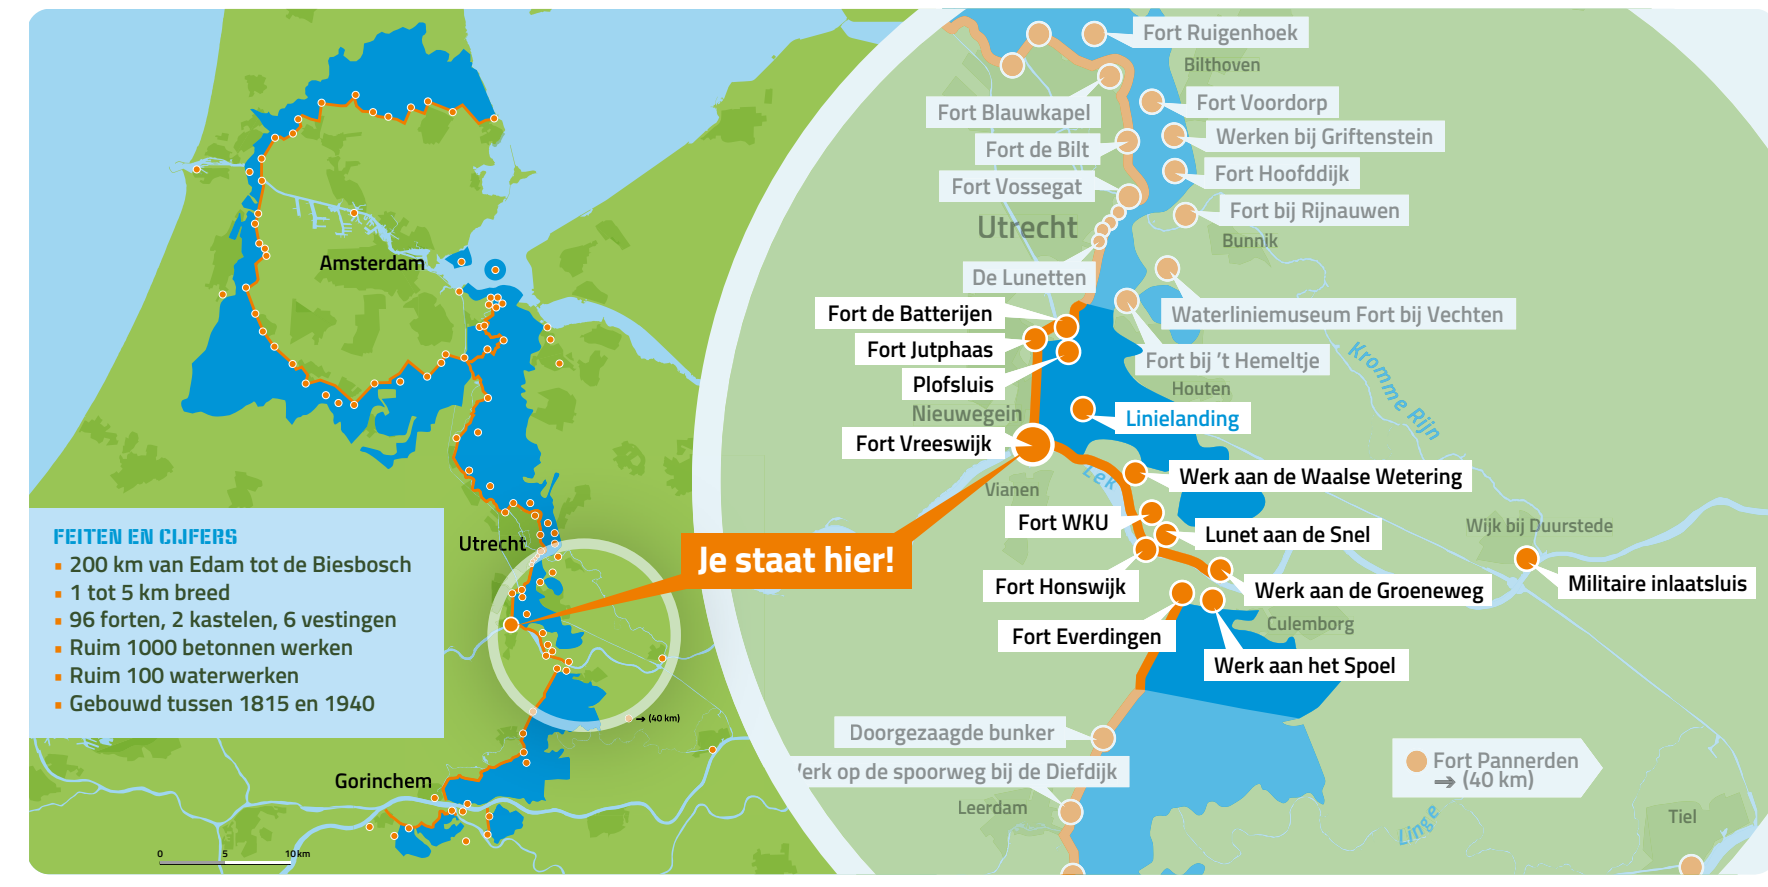 Amsterdam
Utrecht
Gorinchem
FEITEN EN CIJFERS
200 km van Edam tot de Biesbosch
1 tot 5 km breed
96 forten, 2 kastelen, 6 vestingen
Ruim 1000 betonnen werken
Ruim 100 waterwerken
Gebouwd tussen 1815 en 1940
0 5 10 km
→ (40 km)
Je staat hier!
Fort Ruigenhoek
Bilthoven
Fort Blauwkapel
Fort Voordorp
Werken bij Griftenstein
Fort de Bilt
Fort Hoofddijk
Fort Vossegat
Fort bij Rijnauwen
Utrecht
Bunnik
De Lunetten
Fort de Batterijen
Waterliniemuseum Fort bij Vechten
Fort Jutphaas
Fort bij 't Hemeltje
Plofsluis
Houten
Kromme Rijn
Nieuwegein
Linielanding
Fort Vreeswijk
Lek
Werk aan de Waalse Wetering
Vianen
Fort WKU
Lunet aan de Snel
Wijk bij Duurstede
Fort Honswijk
Werk aan de Groeneweg
Militaire inlaatsluis
Fort Everdingen
Culemborg
Werk aan het Spoel
Doorgezaagde bunker
erk op de spoorweg bij de Diefdijk
Fort Pannerden
→ (40 km)
Leerdam
Linge
Tiel